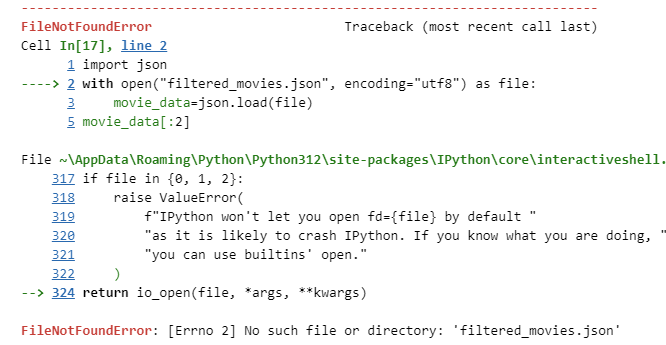 ---------------------------------------------------------------------------
FileNotFoundError                         Traceback (most recent call last)
Cell In[17], line 2
      1 import json
----> 2 with open("filtered_movies.json", encoding="utf8") as file:
      3     movie_data=json.load(file)
      5 movie_data[:2]
File ~\AppData\Roaming\Python\Python312\site-packages\IPython\core\interactiveshell.
    317 if file in {0, 1, 2}:
    318     raise ValueError(
    319         f"IPython won't let you open fd={file} by default "
    320         "as it is likely to crash IPython. If you know what you are doing, "
    321         "you can use builtins' open."
    322     )
--> 324 return io_open(file, *args, **kwargs)
FileNotFoundError: [Errno 2] No such file or directory: 'filtered_movies.json'